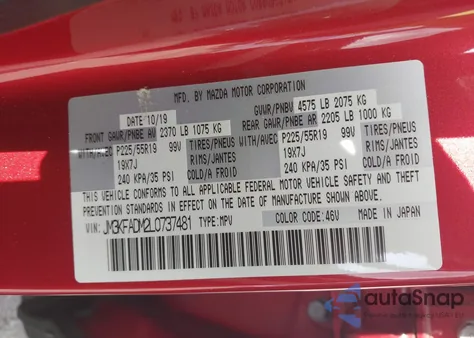 MFD. BY MAZDA MOTOR CORPORATION
DATE 10/19
GVWR/PNBV 4575 LB 2075 KG
FRONT GAWR/PNBE AV 2370 LB 1075 KG
REAR GAWR/PNBE AR 2205 LB 1000 KG
WITH/AVEC P225/55R19 99V TIRES/PNEUS
WITH/AVEC P225/55R19 99V TIRES/PNEUS
19X7J RIMS/JANTES
19X7J RIMS/JANTES
240 KPA/35 PSI COLD/A FROID
240 KPA/35 PSI COLD/A FROID
THIS VEHICLE CONFORMS TO ALL APPLICABLE FEDERAL MOTOR VEHICLE SAFETY AND THEFT
PREVENTION STANDARDS IN EFFECT ON THE DATE OF MANUFACTURE SHOWN ABOVE.
VIN: JM3KFADM2L0737481 TYPE: MPV COLOR CODE: 46V MADE IN JAPAN
autoSnap